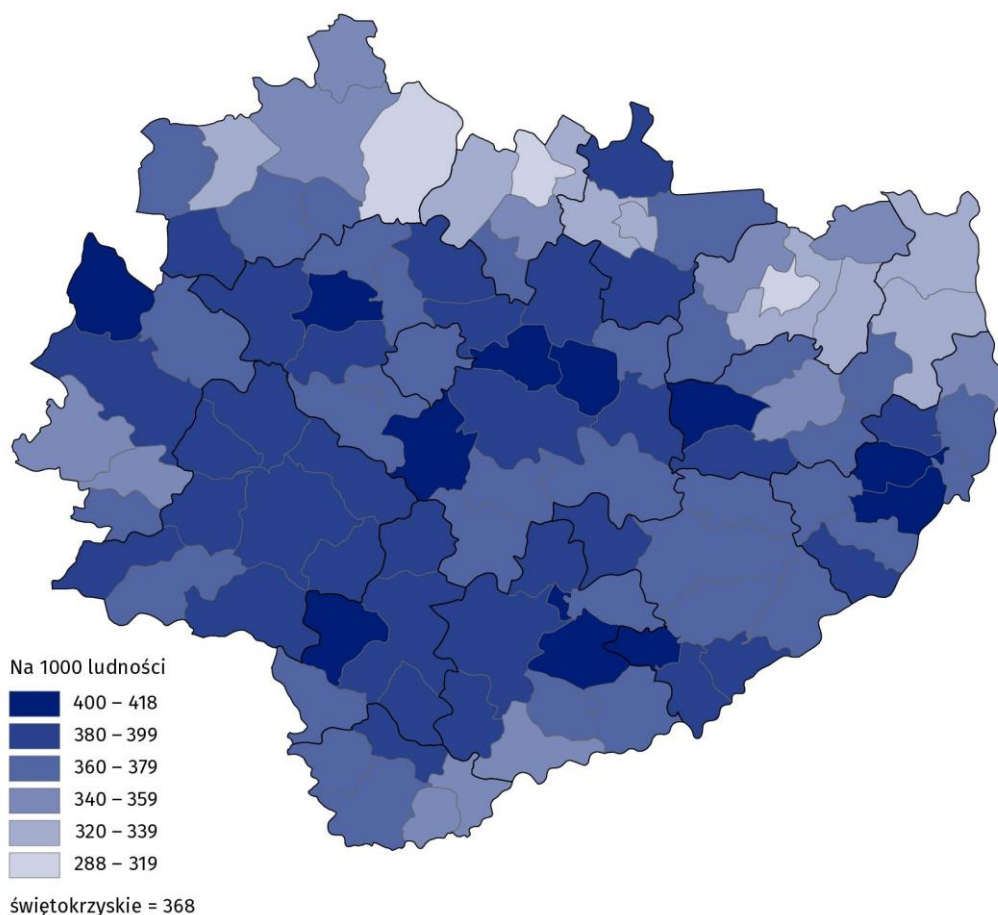 Na 1000 ludności
400 – 418
380 – 399
360 – 379
340 – 359
320 – 339
288 – 319
świętokrzyskie = 368